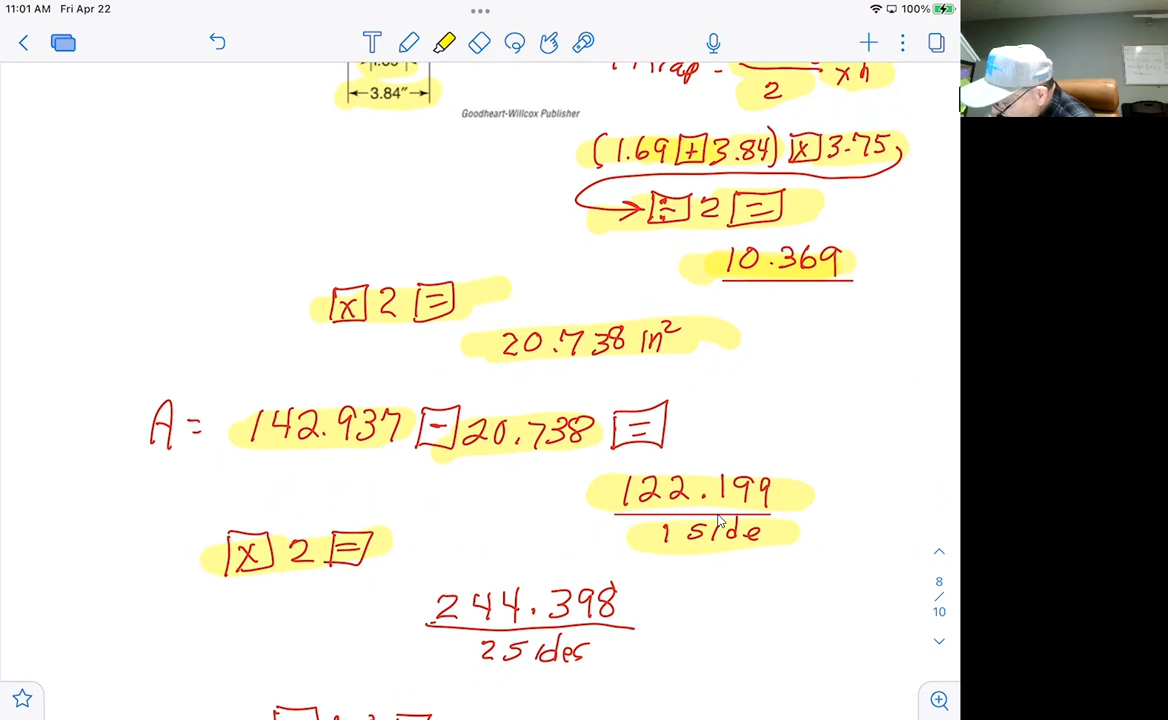 11:01 AM Fri Apr 22
100%
T
3.84"
Goodheart-Willcox Publisher
2
x h
(1.69 + 3.84) x 3.75
÷ 2 =
10.369
x 2 =
20.738 in²
A = 142.937 - 20.738 =
122.199
1 side
x 2 =
244.398
2 sides
8
/
10